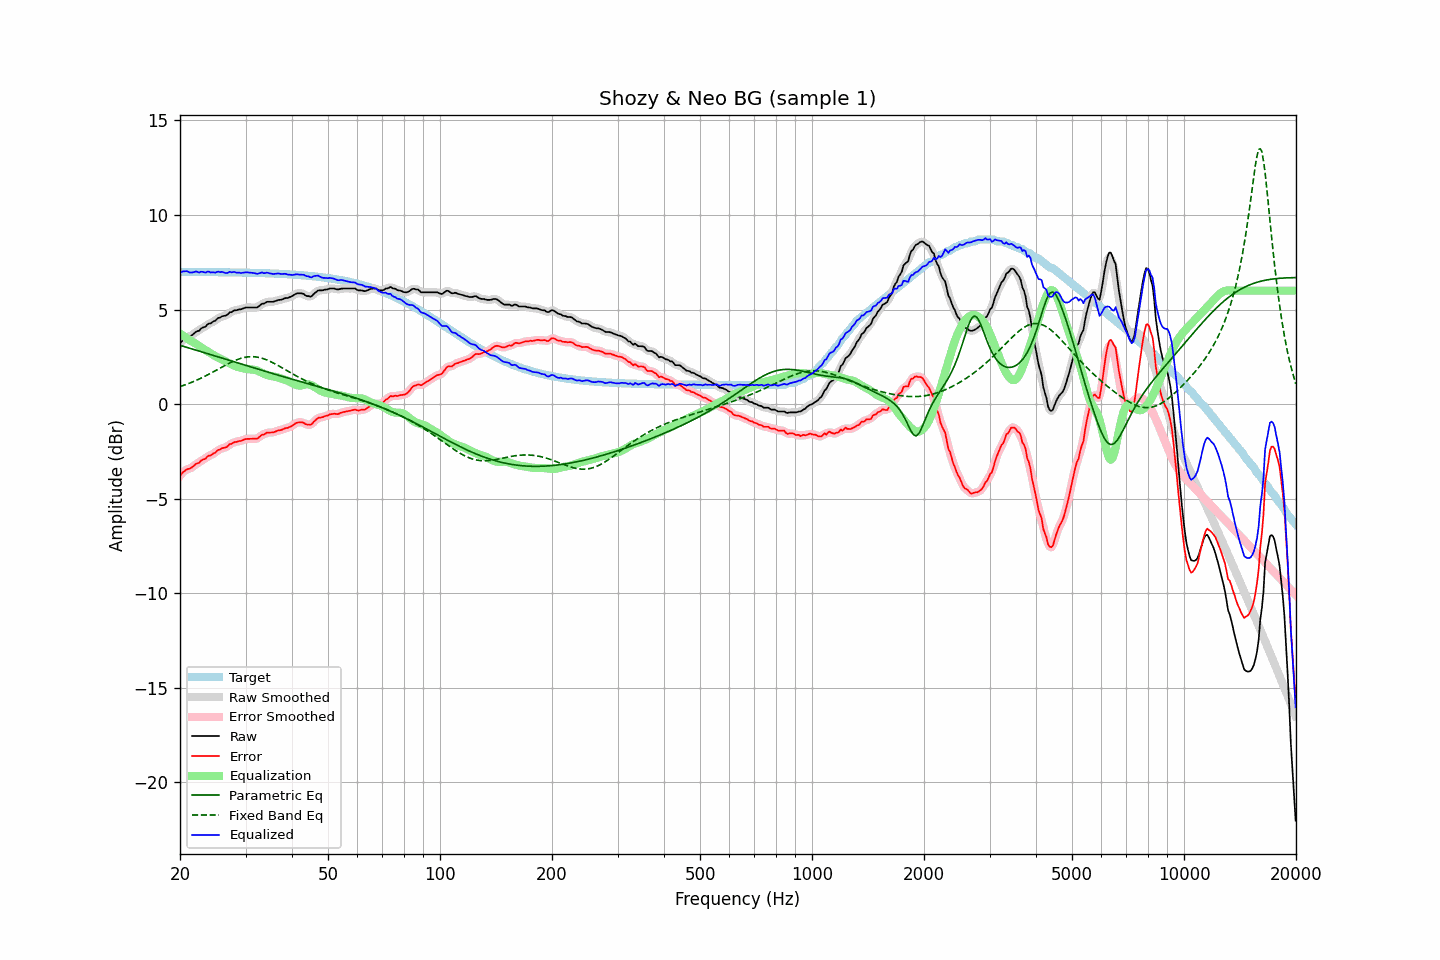 Shozy & Neo BG (sample 1)
15
10
5
0
−5
−10
−15
−20
Amplitude (dBr)
Target
Raw Smoothed
Error Smoothed
Raw
Error
Equalization
Parametric Eq
Fixed Band Eq
Equalized
20 50 100 200 500 1000 2000 5000 10000 20000
Frequency (Hz)